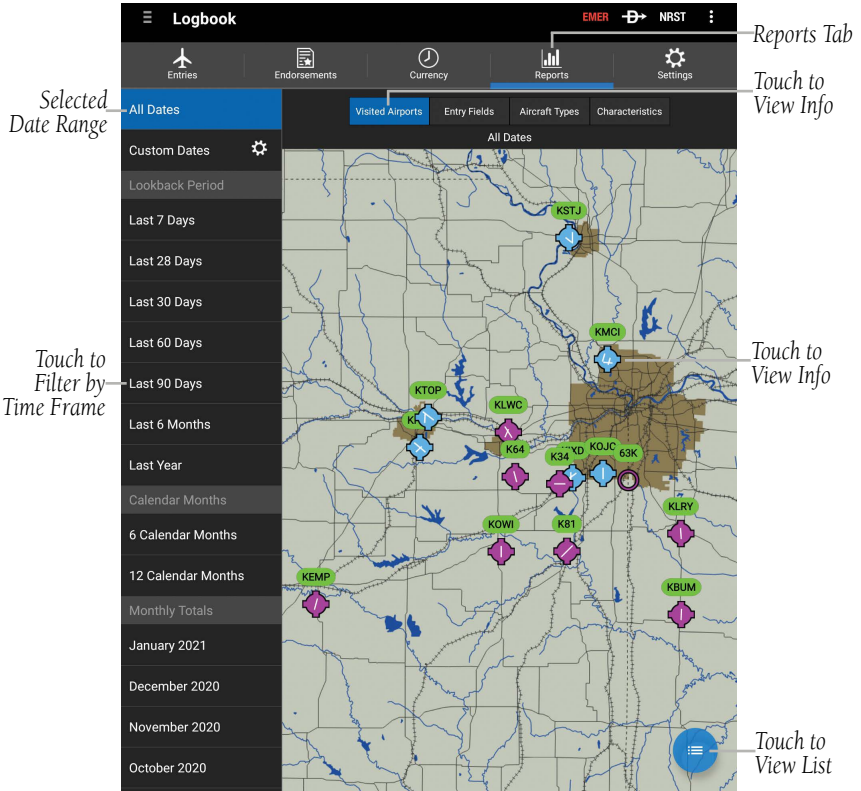 Logbook
EMER
NRST
Reports Tab
Entries
Endorsements
Currency
Reports
Settings
Touch to
View Info
Selected
Date Range
All Dates
Visited Airports
Entry Fields
Aircraft Types
Characteristics
All Dates
Custom Dates
Lookback Period
Last 7 Days
Last 28 Days
Last 30 Days
Last 60 Days
Touch to
Filter by
Time Frame
Last 90 Days
Last 6 Months
Last Year
Calendar Months
6 Calendar Months
12 Calendar Months
Monthly Totals
January 2021
December 2020
November 2020
October 2020
KSTJ
KMCI
Touch to
View Info
KTOP
KLWC
K64
K34
KOJC
63K
KLRY
KOWI
K81
KEMP
KBUM
Touch to
View List